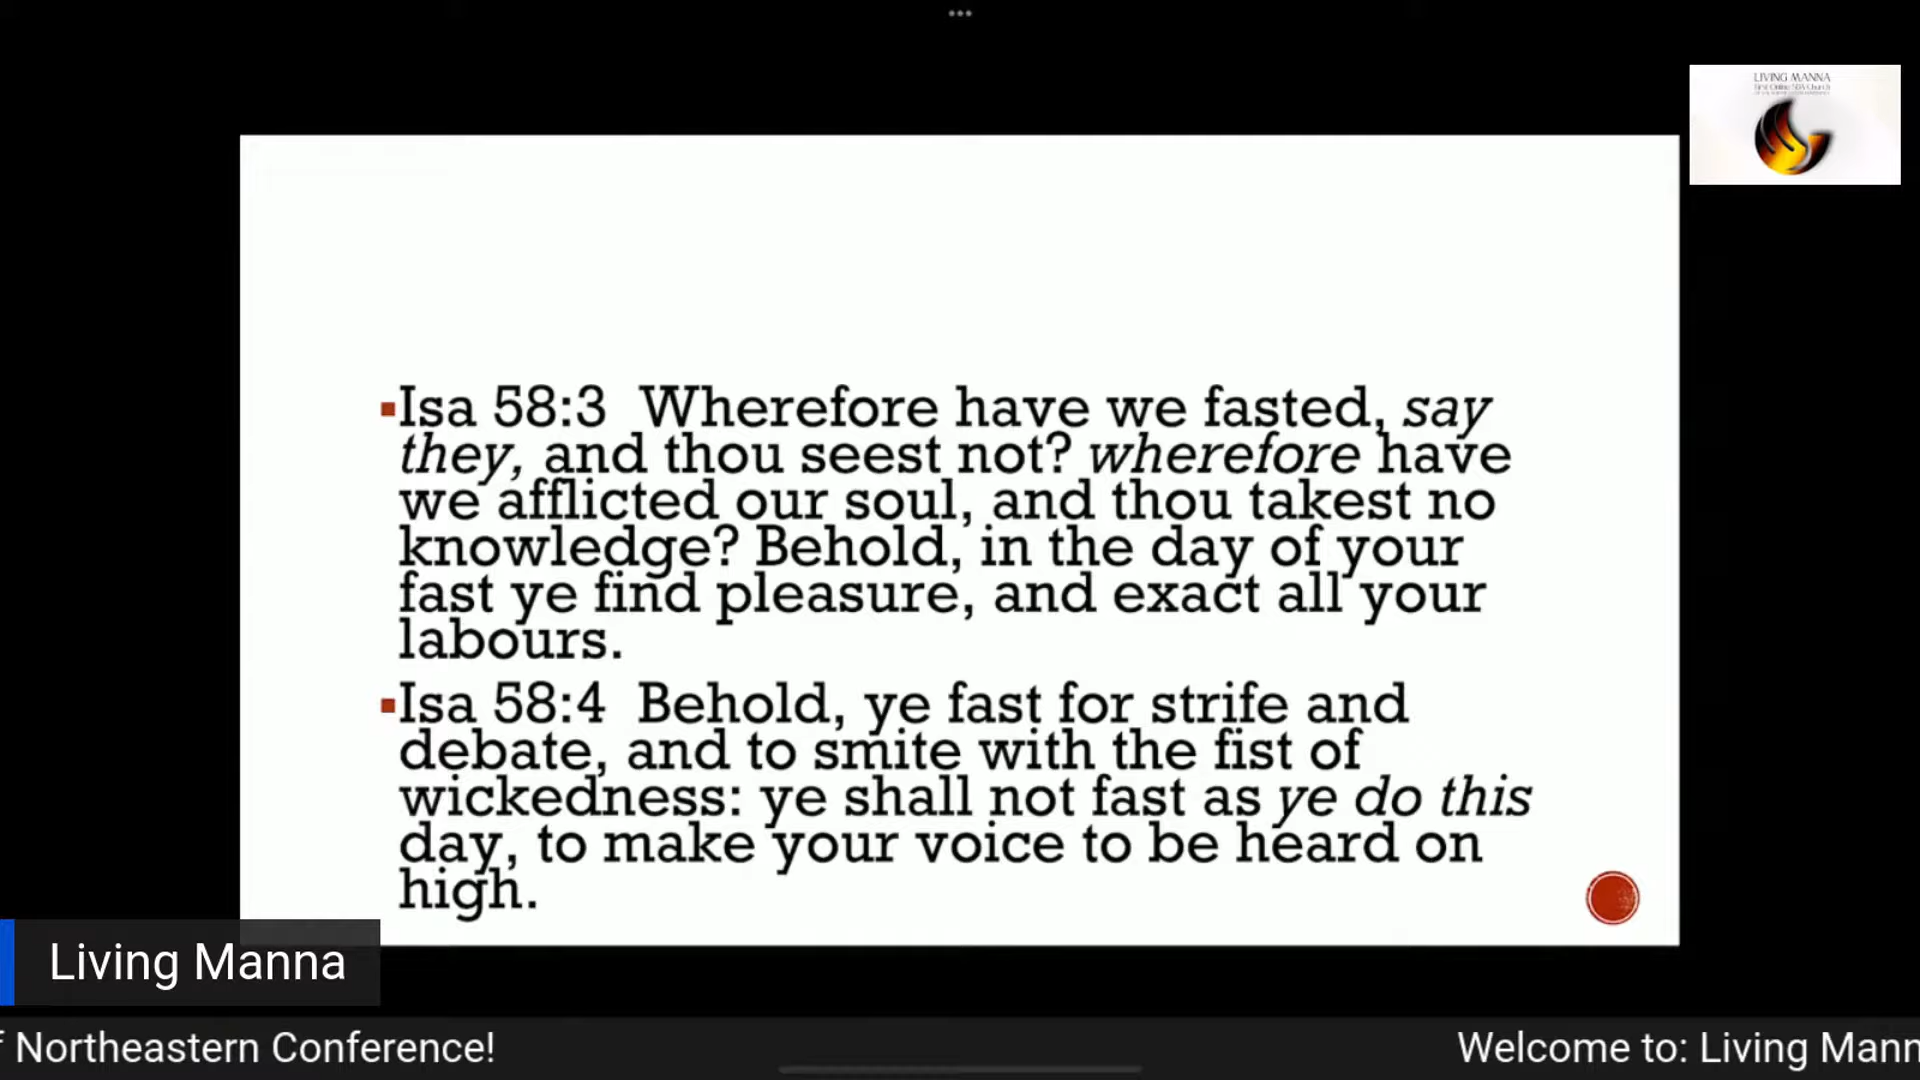 LIVING MANNA
First Online SDA Church
▪Isa 58:3 Wherefore have we fasted, say
they, and thou seest not? wherefore have
we afflicted our soul, and thou takest no
knowledge? Behold, in the day of your
fast ye find pleasure, and exact all your
labours.
▪Isa 58:4 Behold, ye fast for strife and
debate, and to smite with the fist of
wickedness: ye shall not fast as ye do this
day, to make your voice to be heard on
high.
Living Manna
f Northeastern Conference!
Welcome to: Living Mann